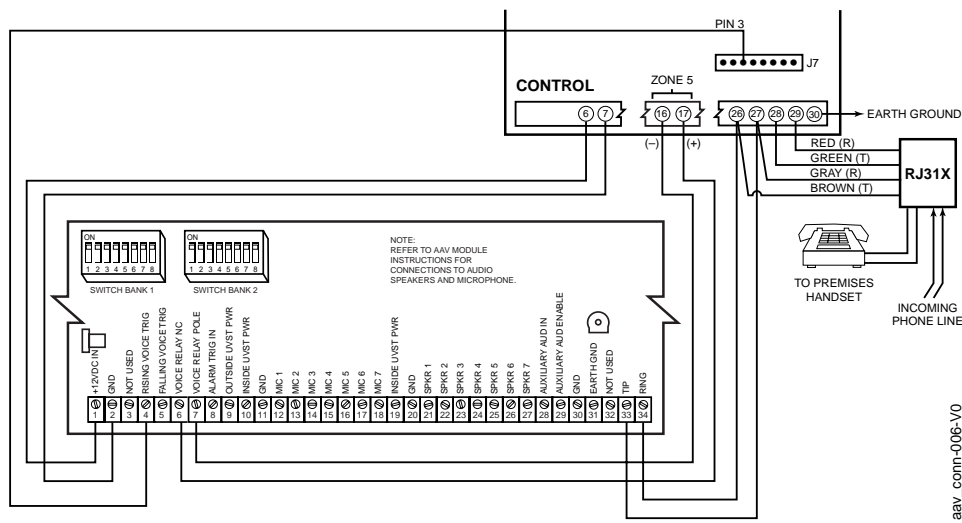 PIN 3
J7
CONTROL
ZONE 5
6 7 16 17 26 27 28 29 30
EARTH GROUND
(–) (+)
RED (R)
GREEN (T)
GRAY (R)
BROWN (T)
RJ31X
ON
1 2 3 4 5 6 7 8
SWITCH BANK 1
ON
1 2 3 4 5 6 7 8
SWITCH BANK 2
NOTE:
REFER TO AAV MODULE
INSTRUCTIONS FOR
CONNECTIONS TO AUDIO
SPEAKERS AND MICROPHONE.
TO PREMISES
HANDSET
INCOMING
PHONE LINE
+12VDC IN
GND
NOT USED
RISING VOICE TRIG
FALLING VOICE TRIG
VOICE RELAY NC
VOICE RELAY POLE
ALARM TRIG IN
OUTSIDE UVST PWR
INSIDE UVST PWR
GND
MIC 1
MIC 2
MIC 3
MIC 4
MIC 5
MIC 6
MIC 7
INSIDE UVST PWR
GND
SPKR 1
SPKR 2
SPKR 3
SPKR 4
SPKR 5
SPKR 6
SPKR 7
AUXILIARY AUD IN
AUXILIARY AUD ENABLE
GND
EARTH GND
NOT USED
TIP
RING
1 2 3 4 5 6 7 8 9 10 11 12 13 14 15 16 17 18 19 20 21 22 23 24 25 26 27 28 29 30 31 32 33 34
aav_conn-006-V0